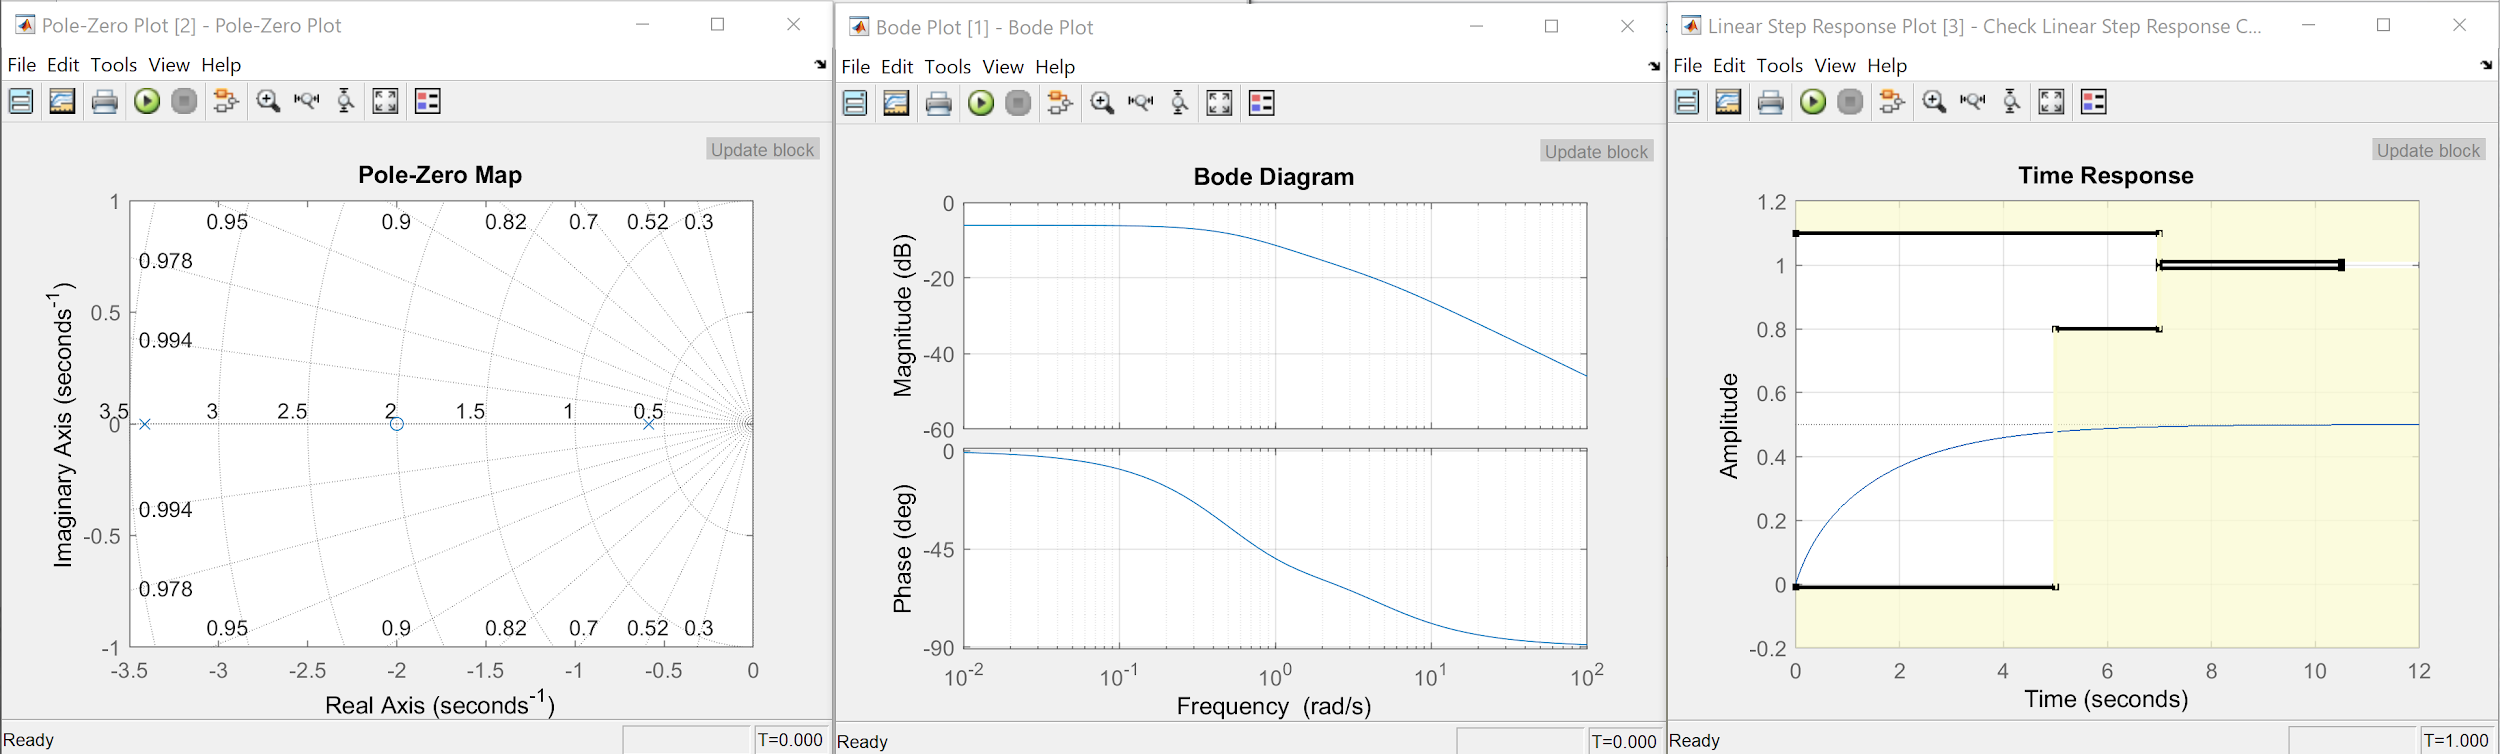 Pole-Zero Plot [2] - Pole-Zero Plot
File Edit Tools View Help
Update block
Pole-Zero Map
1
0.5
0
-0.5
-1
0.95 0.9 0.82 0.7 0.52 0.3
0.978
0.994
3.5 3 2.5 2 1.5 1 0.5
0.994
0.978
0.95 0.9 0.82 0.7 0.52 0.3
-3.5 -3 -2.5 -2 -1.5 -1 -0.5 0
Imaginary Axis (seconds-1)
Real Axis (seconds-1)
Ready
T=0.000
Bode Plot [1] - Bode Plot
File Edit Tools View Help
Update block
Bode Diagram
0
-20
-40
-60
Magnitude (dB)
0
-45
-90
Phase (deg)
10-2 10-1 100 101 102
Frequency (rad/s)
Ready
T=0.000
Linear Step Response Plot [3] - Check Linear Step Response C...
File Edit Tools View Help
Update block
Time Response
1.2
1
0.8
0.6
0.4
0.2
0
-0.2
Amplitude
0 2 4 6 8 10 12
Time (seconds)
Ready
T=1.000